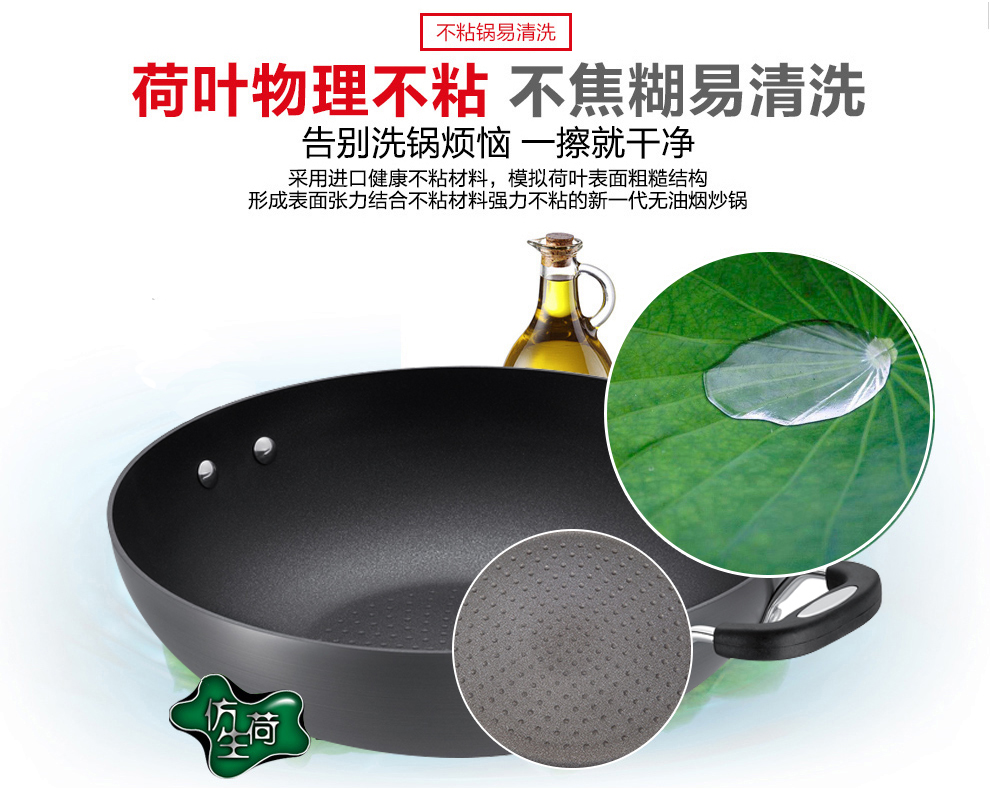 不粘锅易清洗
荷叶物理不粘 不焦糊易清洗
告别洗锅烦恼 一擦就干净
采用进口健康不粘材料，模拟荷叶表面粗糙结构
形成表面张力结合不粘材料强力不粘的新一代无油烟炒锅
仿生荷